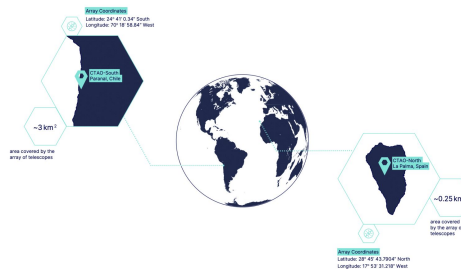 Array Coordinates
Latitude: 24° 41' 0.34" South
Longitude: 70° 18' 58.84" West
CTAO-South
Paranal, Chile
~3 km²
area covered by the
array of telescopes
CTAO-North
La Palma, Spain
~0.25 km
area covered
by the array o
telescopes
Array Coordinates
Latitude: 28° 45' 43.7904" North
Longitude: 17° 53' 31.218" West